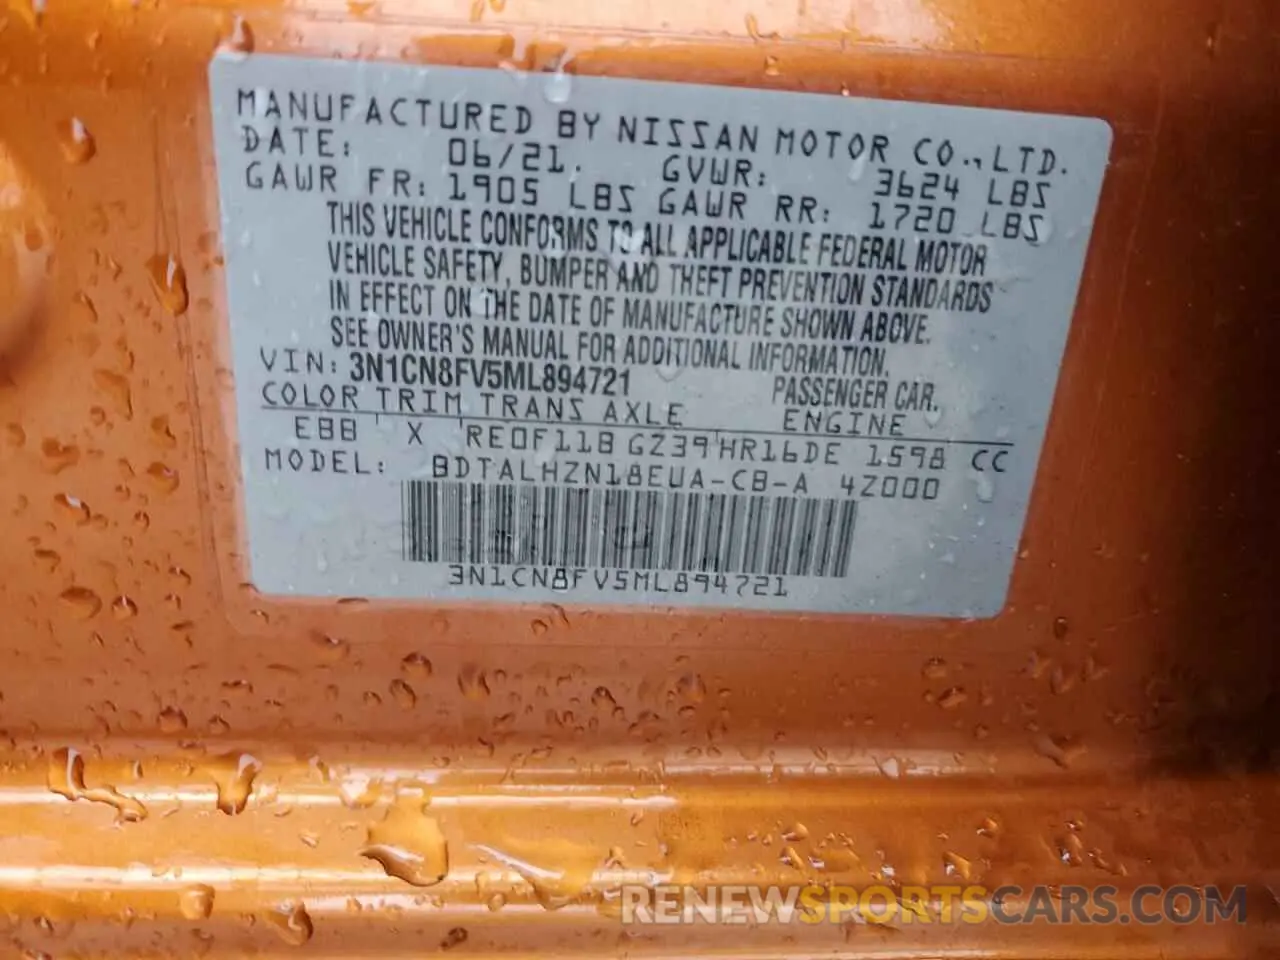 MANUFACTURED BY NISSAN MOTOR CO., LTD.
DATE: 06/21. GVWR: 3624 LBS
GAWR FR: 1905 LBS GAWR RR: 1720 LBS
THIS VEHICLE CONFORMS TO ALL APPLICABLE FEDERAL MOTOR
VEHICLE SAFETY, BUMPER AND THEFT PREVENTION STANDARDS
IN EFFECT ON THE DATE OF MANUFACTURE SHOWN ABOVE.
SEE OWNER'S MANUAL FOR ADDITIONAL INFORMATION.
VIN: 3N1CN8FV5ML894721 PASSENGER CAR.
COLOR TRIM TRANS AXLE ENGINE
EBB X RE0F11B GZ39 HR16DE 1598 CC
MODEL: BDTALHZN18EUA-CB-A 4Z000
3N1CN8FV5ML894721
RENEWSPORTSCARS.COM